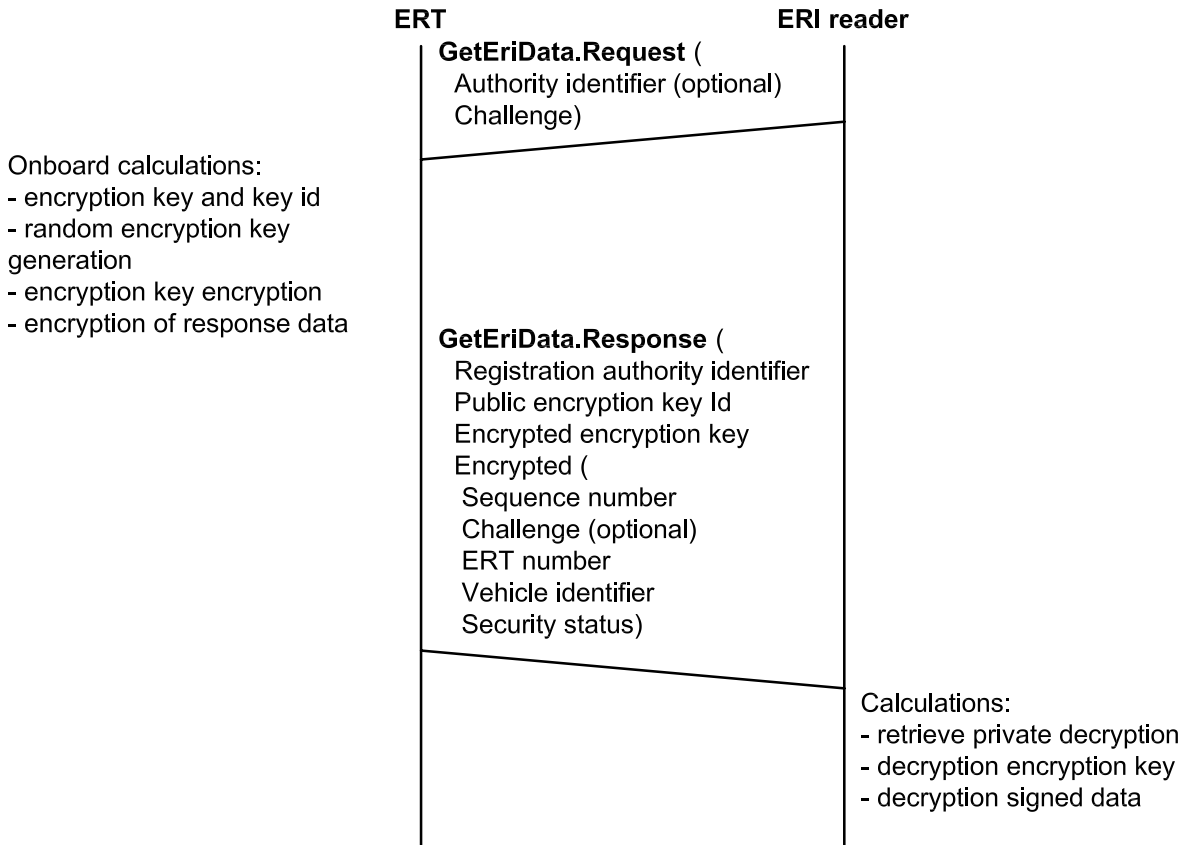 ERT
ERI reader
GetEriData.Request (
Authority identifier (optional)
Challenge)
Onboard calculations:
- encryption key and key id
- random encryption key
generation
- encryption key encryption
- encryption of response data
GetEriData.Response (
Registration authority identifier
Public encryption key Id
Encrypted encryption key
Encrypted (
Sequence number
Challenge (optional)
ERT number
Vehicle identifier
Security status)
Calculations:
- retrieve private decryption
- decryption encryption key
- decryption signed data